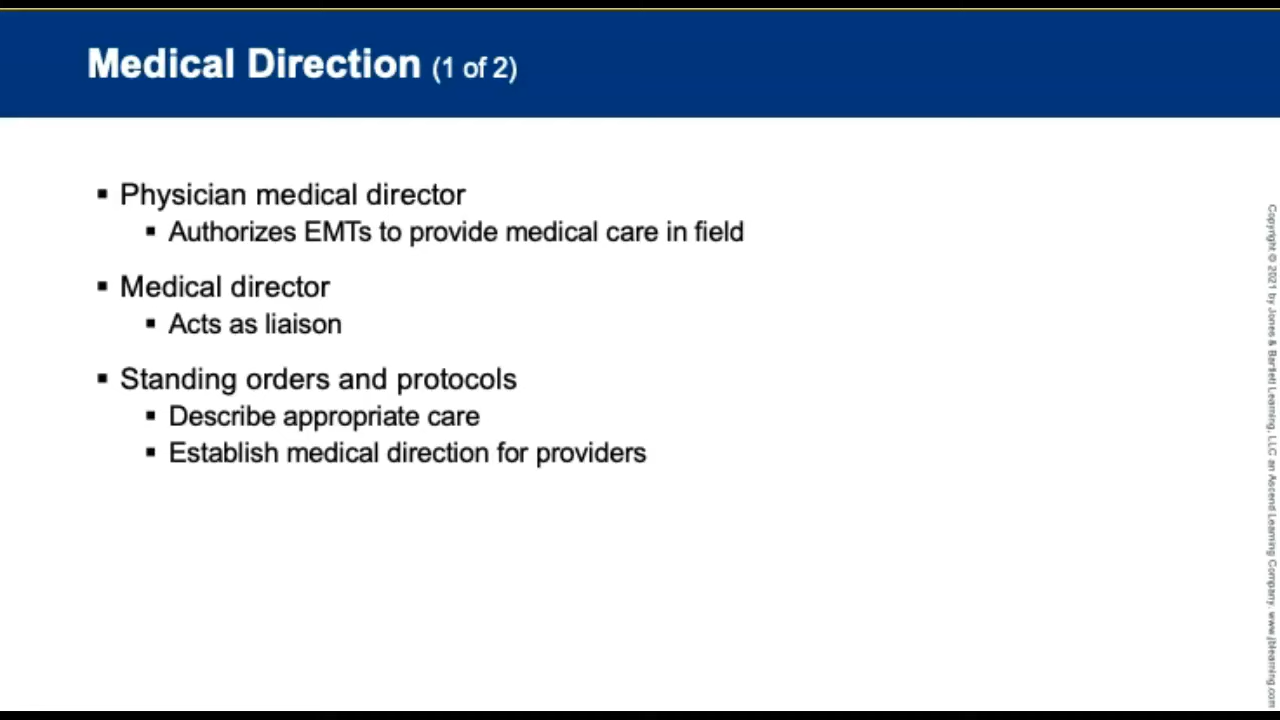 Medical Direction (1 of 2)
▪ Physician medical director
▪ Authorizes EMTs to provide medical care in field
▪ Medical director
▪ Acts as liaison
▪ Standing orders and protocols
▪ Describe appropriate care
▪ Establish medical direction for providers
Copyright © 2021 by Jones & Bartlett Learning, LLC an Ascend Learning Company. www.jblearning.com